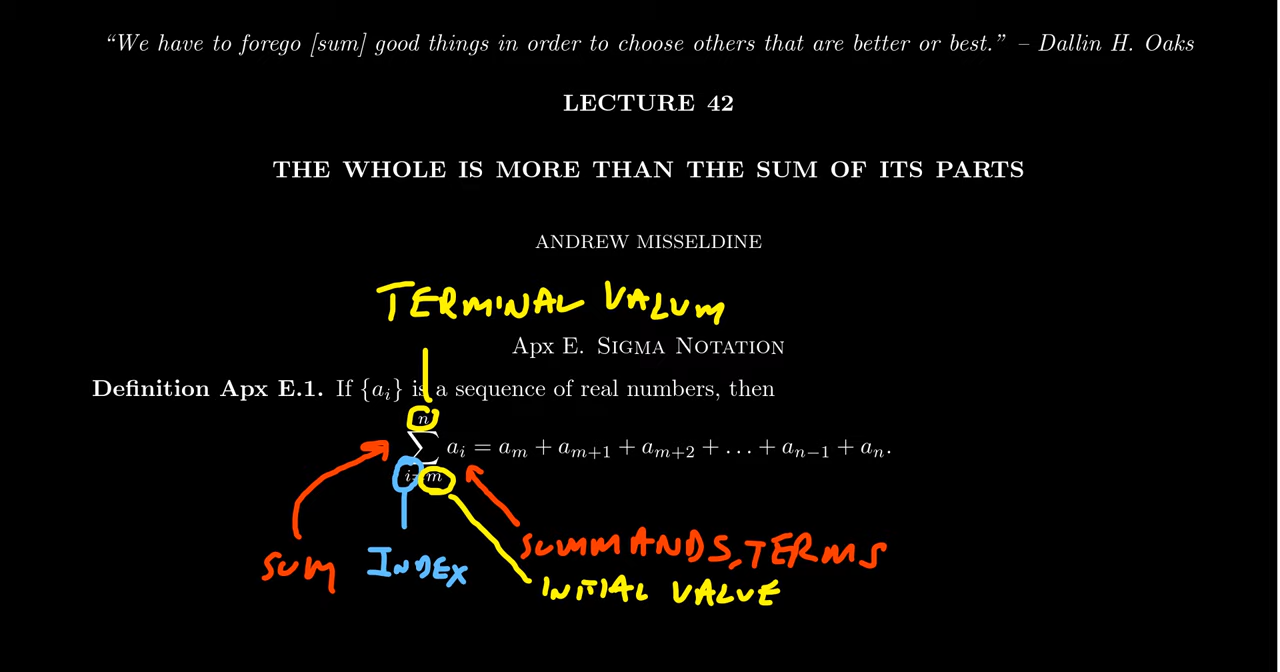 “We have to forego [sum] good things in order to choose others that are better or best.” – Dallin H. Oaks
LECTURE 42
THE WHOLE IS MORE THAN THE SUM OF ITS PARTS
ANDREW MISSELDINE
TERMINAL VALUM
Apx E. SIGMA NOTATION
Definition Apx E.1. If {a_i} is a sequence of real numbers, then
n
∑ a_i = a_m + a_{m+1} + a_{m+2} + … + a_{n−1} + a_n.
i=m
SUM INDEX SUMMANDS, TERMS
INITIAL VALUE